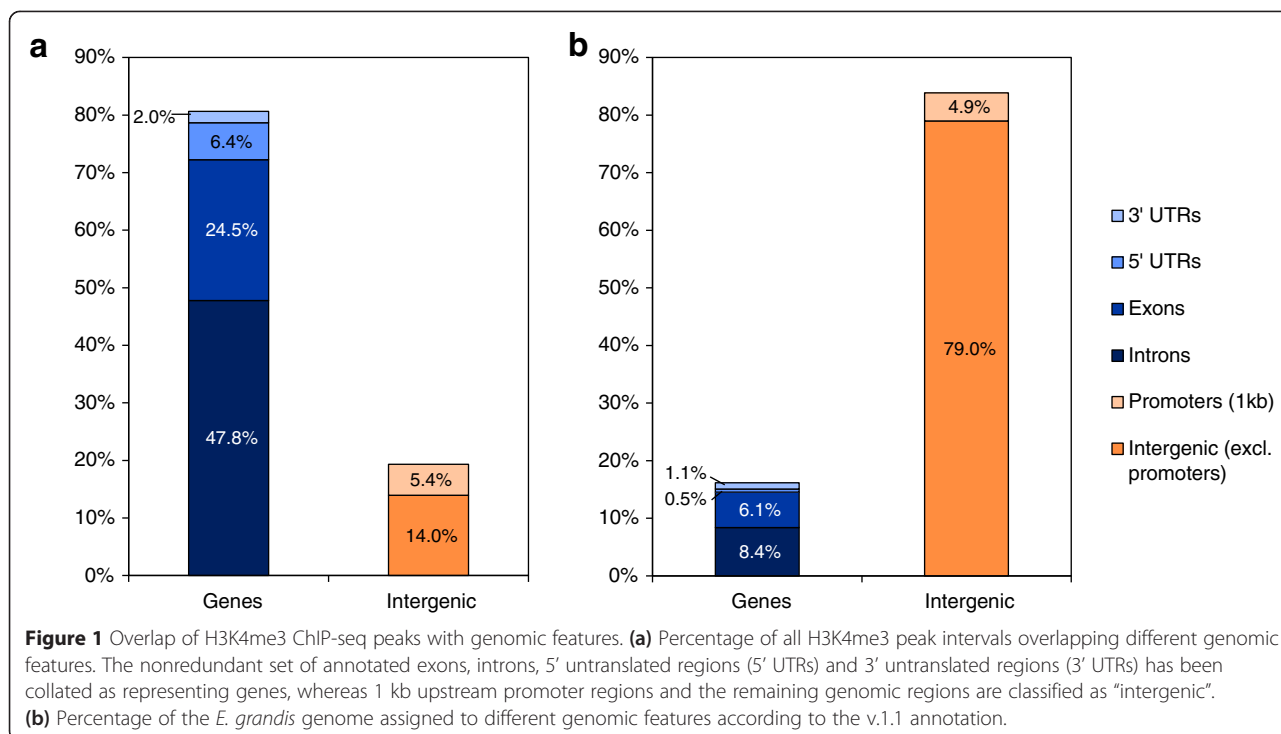 a
90%
80%
70%
60%
50%
40%
30%
20%
10%
0%
2.0%
6.4%
24.5%
47.8%
5.4%
14.0%
Genes
Intergenic
b
90%
80%
70%
60%
50%
40%
30%
20%
10%
0%
1.1%
0.5%
6.1%
8.4%
4.9%
79.0%
Genes
Intergenic
3' UTRs
5' UTRs
Exons
Introns
Promoters (1kb)
Intergenic (excl.
promoters)
Figure 1 Overlap of H3K4me3 ChIP-seq peaks with genomic features. (a) Percentage of all H3K4me3 peak intervals overlapping different genomic
features. The nonredundant set of annotated exons, introns, 5′ untranslated regions (5′ UTRs) and 3′ untranslated regions (3′ UTRs) has been
collated as representing genes, whereas 1 kb upstream promoter regions and the remaining genomic regions are classified as “intergenic”.
(b) Percentage of the E. grandis genome assigned to different genomic features according to the v.1.1 annotation.